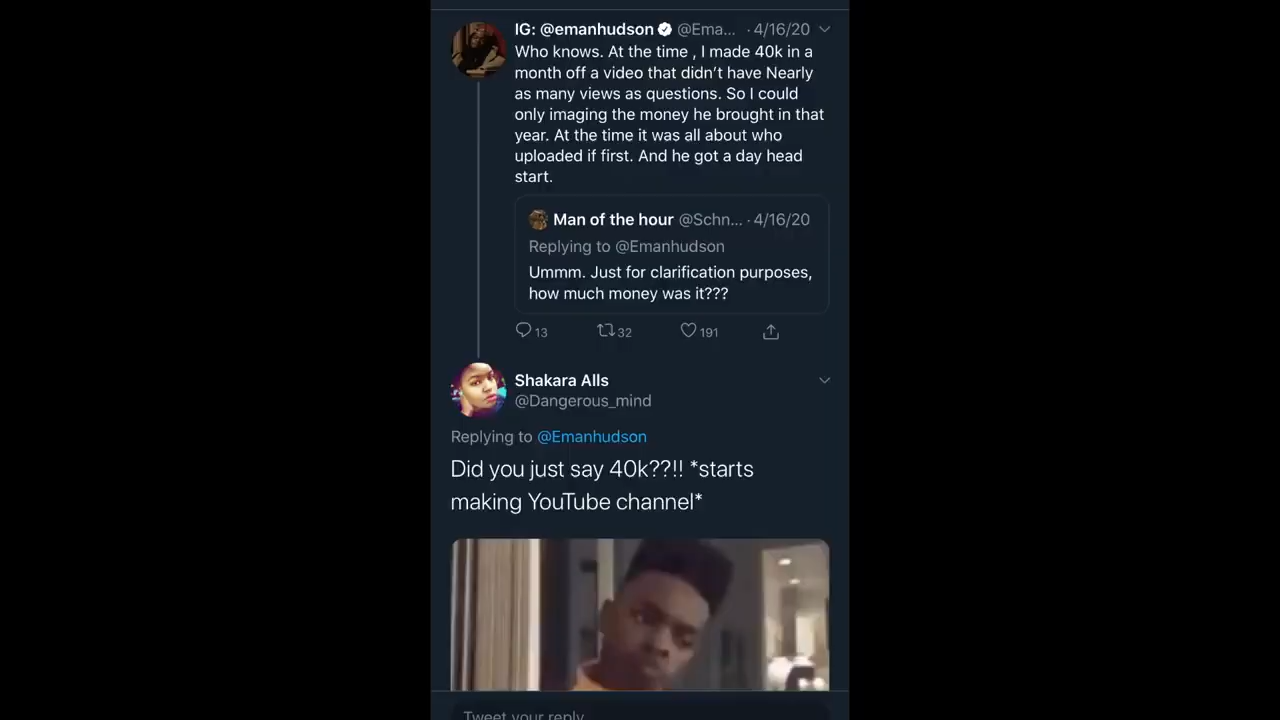 IG: @emanhudson @Ema... · 4/16/20
Who knows. At the time , I made 40k in a
month off a video that didn’t have Nearly
as many views as questions. So I could
only imaging the money he brought in that
year. At the time it was all about who
uploaded if first. And he got a day head
start.
Man of the hour @Schn... · 4/16/20
Replying to @Emanhudson
Ummm. Just for clarification purposes,
how much money was it???
13 32 191
Shakara Alls
@Dangerous_mind
Replying to @Emanhudson
Did you just say 40k??!! *starts
making YouTube channel*
Tweet your reply